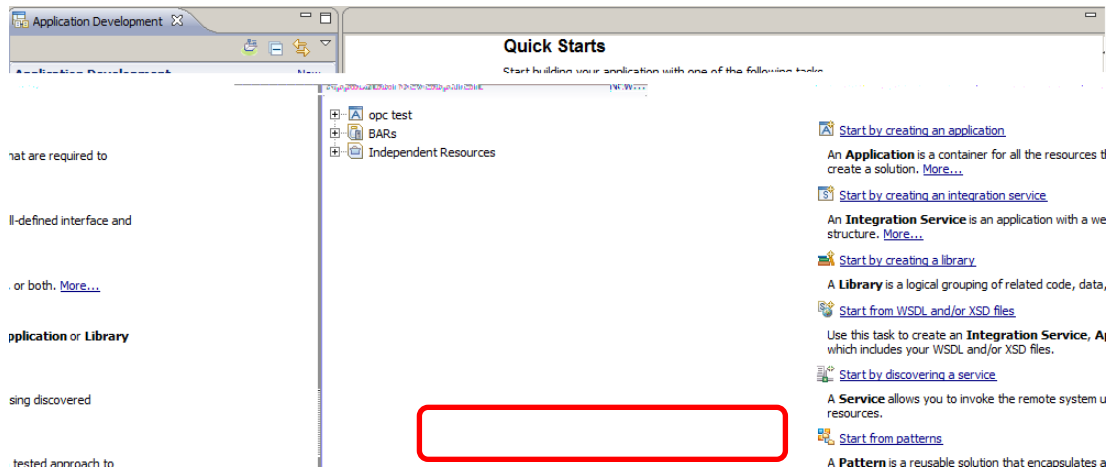 Application Development
Quick Starts
Start building your application with one of the following tasks
Application Development
New...
opc test
BARs
Independent Resources
hat are required to
ll-defined interface and
or both. More...
pplication or Library
sing discovered
tested approach to
Start by creating an application
An Application is a container for all the resources t
create a solution. More...
Start by creating an integration service
An Integration Service is an application with a we
structure. More...
Start by creating a library
A Library is a logical grouping of related code, data,
Start from WSDL and/or XSD files
Use this task to create an Integration Service, A
which includes your WSDL and/or XSD files.
Start by discovering a service
A Service allows you to invoke the remote system u
resources.
Start from patterns
A Pattern is a reusable solution that encapsulates a